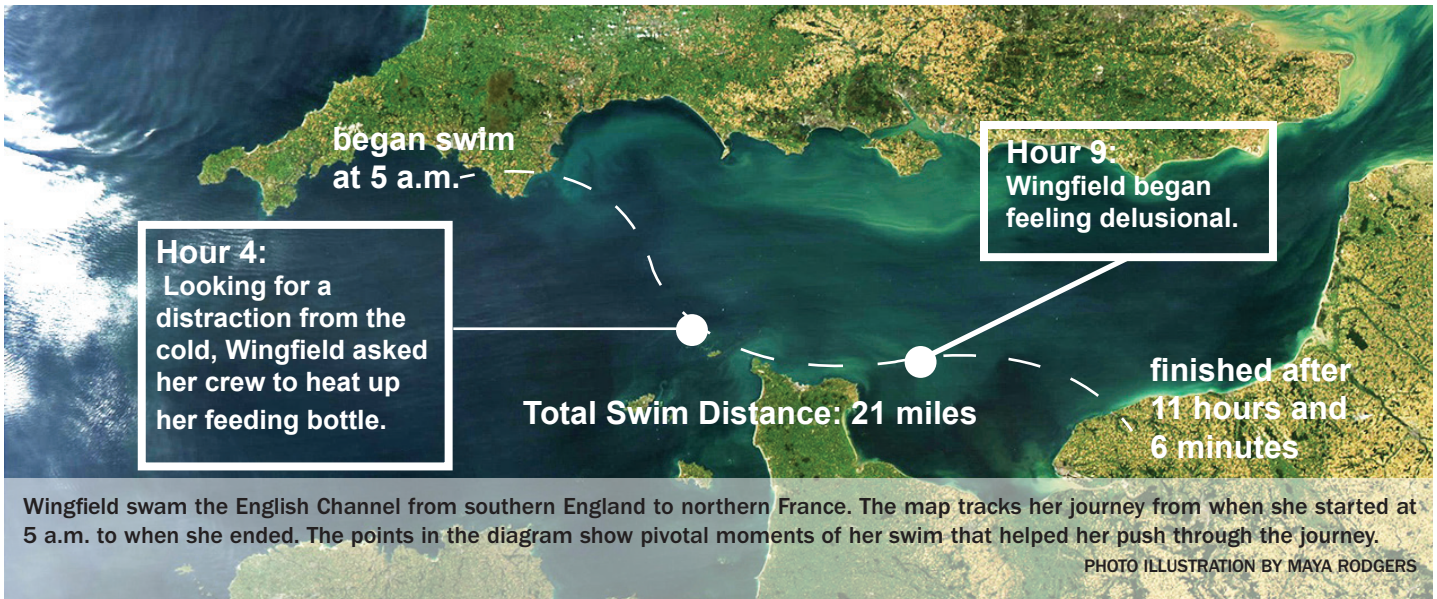 began swim
at 5 a.m.
Hour 9:
Wingfield began
feeling delusional.
Hour 4:
Looking for a
distraction from the
cold, Wingfield asked
her crew to heat up
her feeding bottle.
Total Swim Distance: 21 miles
finished after
11 hours and
6 minutes
Wingfield swam the English Channel from southern England to northern France. The map tracks her journey from when she started at
5 a.m. to when she ended. The points in the diagram show pivotal moments of her swim that helped her push through the journey.
PHOTO ILLUSTRATION BY MAYA RODGERS